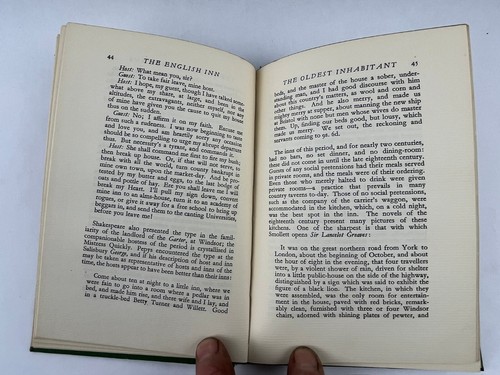 44
THE ENGLISH INN
Host: What mean you, sir?
Guest: To take fair leave, mine host.
Host: I hope, my guest, though I have talked some-
what above my share, at large, and been in the
altitudes, the extravagants, neither myself, nor any
of mine have given you the cause to quit my house
thus on the sudden.
Guest: No, I affirm it on my faith. Excuse me
from such a rudeness. I was now beginning to taste
and love you, and am heartily sorry, any occasion
should be so compelling to urge my abrupt departure
thus. But necessity's a tyrant, and commands it.
Host: She shall command me first to fire my bush,
then break up house. Or, if that will not serve, to
break with all the world, turn country bankrupt in
mine own town, upon the market-day, and be pro-
tested for my butter and eggs, to the last bodge of
oats and bottle of hay. Ere you shall leave me I will
break my Heart. I'll pull my sign down, convert
mine inn to an alms-house, turn it to an academy of
rogues, or give it away for a free school to bring up
beggars in, and send them to the canting Universities,
before you leave me!
Shakespeare also presented the type in the fami-
liarity of the landlord of the Garter, at Windsor; the
companionable hostess of the period is crystallized in
Mistress Quickly. Pepys encountered the type at the
Salisbury George, and if his description of host and inn
may be taken as representative of hosts and inns of the
time, the hosts appear to have been better than their inns:
Come about ten at night to a little inn, where we
were fain to go into a room where a pedlar was in
bed, and made him rise, and there wife and I lay, and
in a truckle-bed Betty Turner and Willett. Good
THE OLDEST INHABITANT
45
beds, and the master of the house a sober, under-
standing man, and I had good discourse with him
about this country's matters, as wool and corn and
other things. And he also merry, and made us
mighty merry at supper, about manning the new ship
at Bristol with none but men whose wives do master
them. Up, finding our beds good, but lousy, which
made us merry. We set out, the reckoning and
servants coming to 9s. 6d.
The inns of this period, and for nearly two centuries,
had no bars, no set dinner, and no dining-room:
these did not come in until the late eighteenth century.
Guests of any social pretensions had their meals served
in private rooms, and the meals were of their ordering.
Even those who merely halted to drink were given
private rooms—a practice that prevails in many
country taverns to-day. Those of no social pretensions,
such as the company of the carrier's waggon, were
accommodated in the kitchen, which, on a cold night,
was the best spot in the inn. The novels of the
eighteenth century present many pictures of these
kitchens. One of the sharpest is that with which
Smollett opens Sir Launcelot Greaves:
It was on the great northern road from York to
London, about the beginning of October, and about
the hour of eight in the evening, that four travellers
were, by a violent shower of rain, driven for shelter
into a little public-house on the side of the highway,
distinguished by a sign which was said to exhibit the
figure of a black lion. The kitchen, in which they
were assembled, was the only room for entertain-
ment in the house, paved with red bricks, remark-
ably clean, furnished with three or four Windsor
chairs, adorned with shining plates of pewter, and